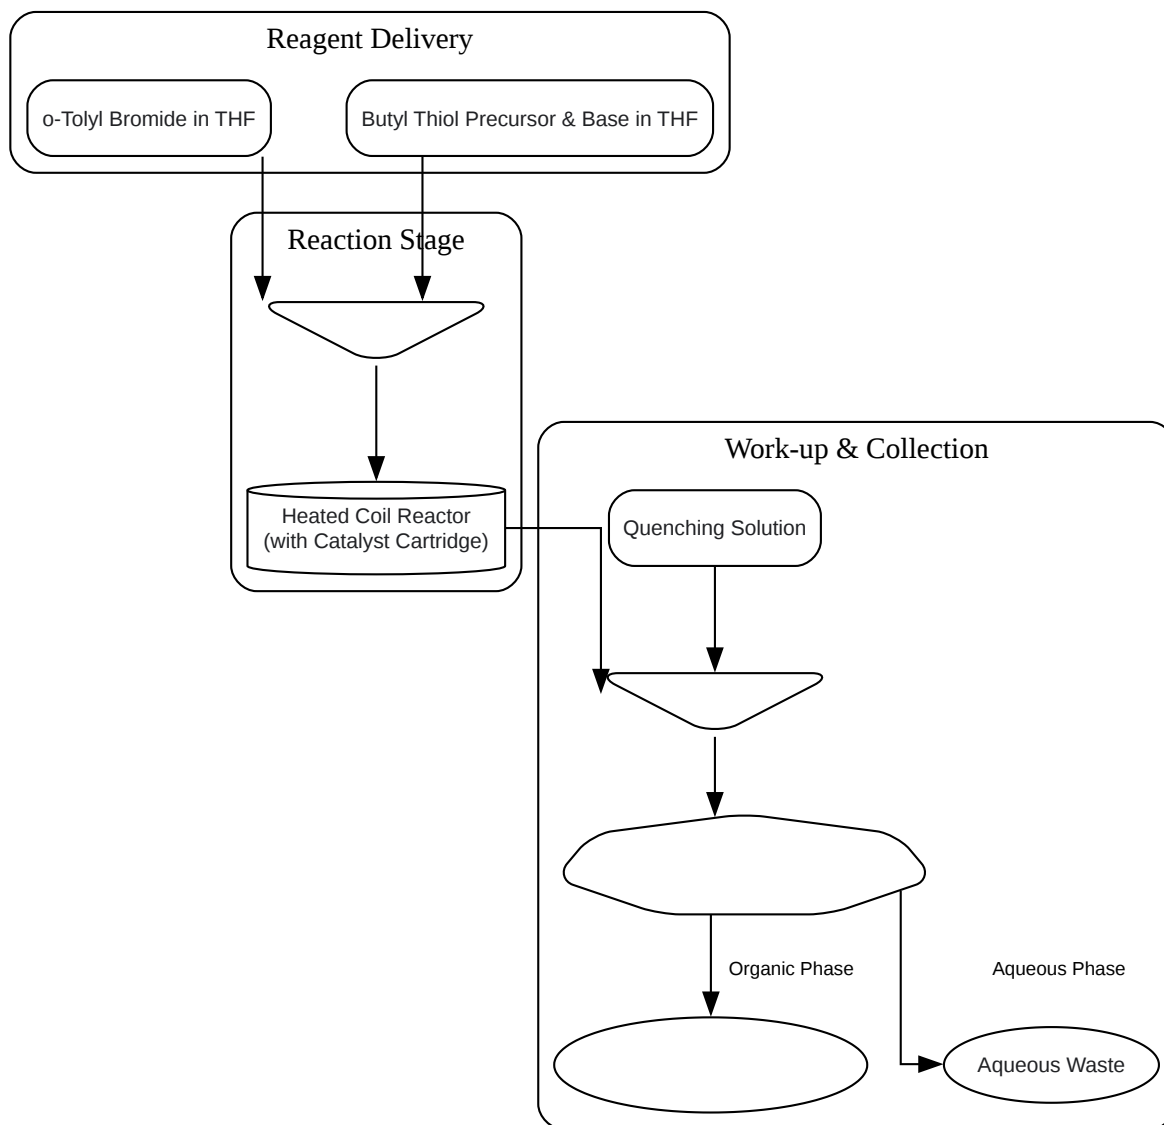 Reagent Delivery
o-Tolyl Bromide in THF
Butyl Thiol Precursor & Base in THF
Reaction Stage
Heated Coil Reactor
(with Catalyst Cartridge)
Work-up & Collection
Quenching Solution
Organic Phase
Aqueous Phase
Aqueous Waste